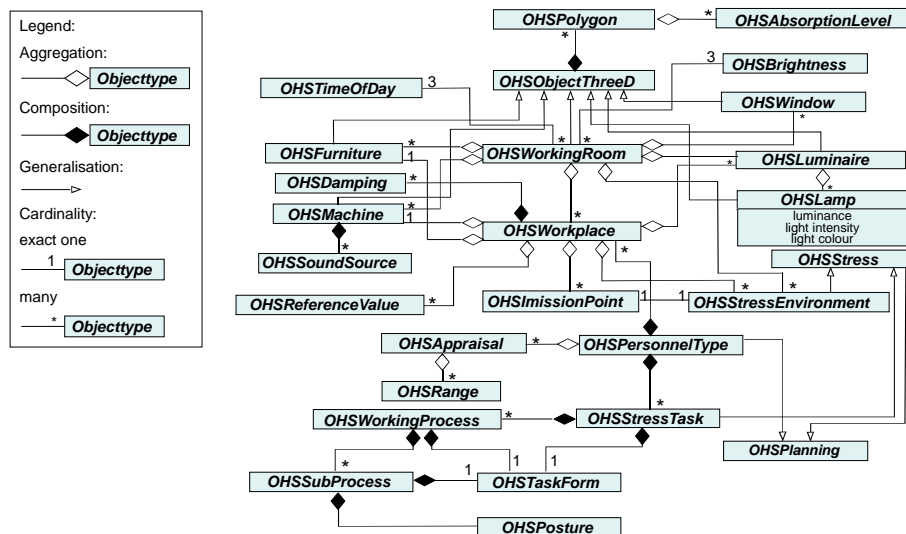 Legend:
Aggregation:
Objecttype
Composition:
Objecttype
Generalisation:
Cardinality:
exact one
1
Objecttype
many
*
Objecttype
OHSPolygon
*
OHSAbsorptionLevel
*
OHSObjectThreeD
3
OHSBrightness
OHSTimeOfDay
3
OHSWindow
*
*
*
OHSFurniture
*
1
OHSWorkingRoom
OHSLuminaire
*
OHSDamping
*
*
OHSLamp
luminance
light intensity
light colour
OHSMachine
*
1
*
OHSWorkplace
*
OHSSoundSource
*
OHSStress
OHSReferenceValue
*
*
OHSImissionPoint
1
1
*
*
OHSStressEnvironment
OHSAppraisal
*
OHSPersonnelType
*
OHSRange
*
OHSWorkingProcess
*
OHSStressTask
OHSPlanning
*
1
1
OHSSubProcess
1
OHSTaskForm
OHSPosture